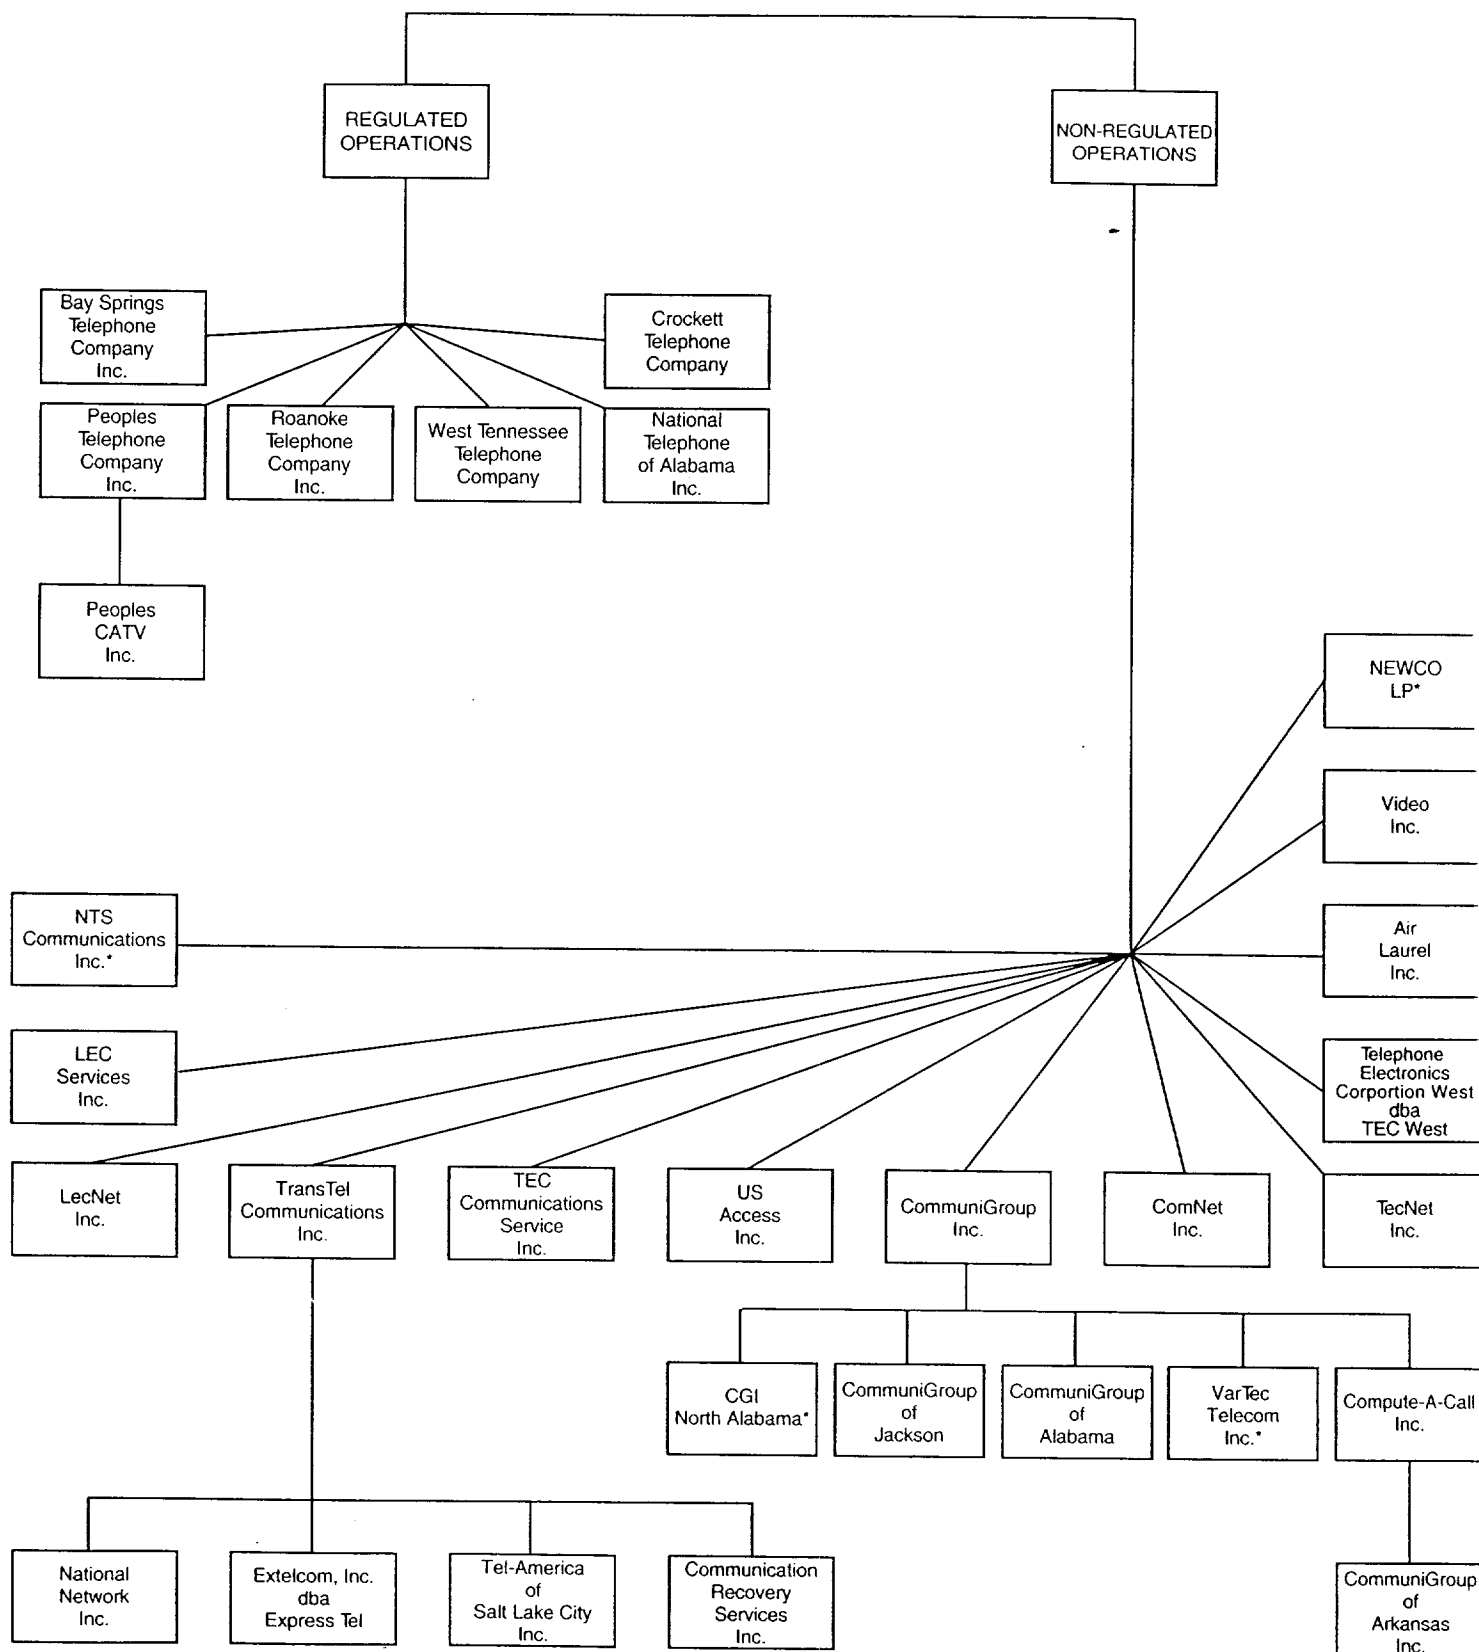 REGULATED
OPERATIONS
NON-REGULATED
OPERATIONS
Bay Springs
Telephone
Company
Inc.
Crockett
Telephone
Company
Peoples
Telephone
Company
Inc.
Roanoke
Telephone
Company
Inc.
West Tennessee
Telephone
Company
National
Telephone
of Alabama
Inc.
Peoples
CATV
Inc.
NEWCO
LP*
Video
Inc.
NTS
Communications
Inc.*
Air
Laurel
Inc.
LEC
Services
Inc.
Telephone
Electronics
Corportion West
dba
TEC West
LecNet
Inc.
TransTel
Communications
Inc.
TEC
Communications
Service
Inc.
US
Access
Inc.
CommuniGroup
Inc.
ComNet
Inc.
TecNet
Inc.
CGI
North Alabama*
CommuniGroup
of
Jackson
CommuniGroup
of
Alabama
VarTec
Telecom
Inc.*
Compute-A-Call
Inc.
National
Network
Inc.
Extelcom, Inc.
dba
Express Tel
Tel-America
of
Salt Lake City
Inc.
Communication
Recovery
Services
Inc.
CommuniGroup
of
Arkansas
Inc.